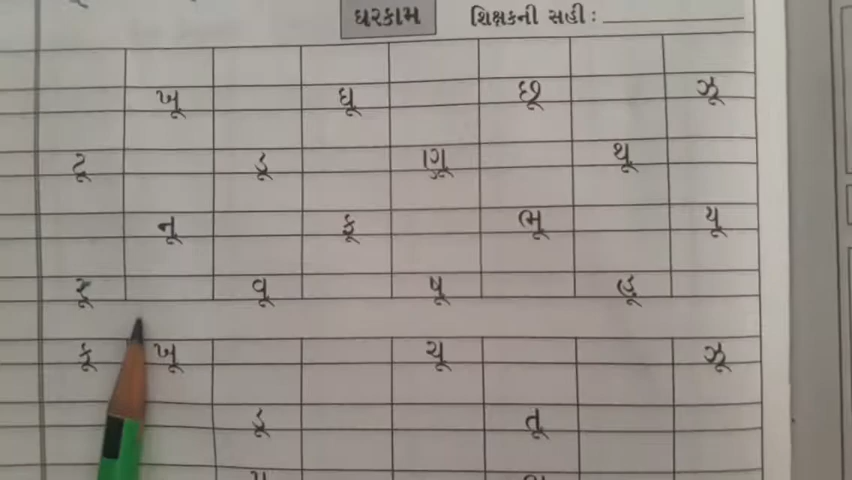 ઘરકામ શિક્ષકની સહી :
ખૂ ઘૂ છૂ ઝૂ
ટૂ ડૂ ણૂ થૂ
નૂ ફૂ ભૂ યૂ
રૂ વૂ ષૂ હૂ
કૂ ખૂ ચૂ ઝૂ
ડૂ તૂ